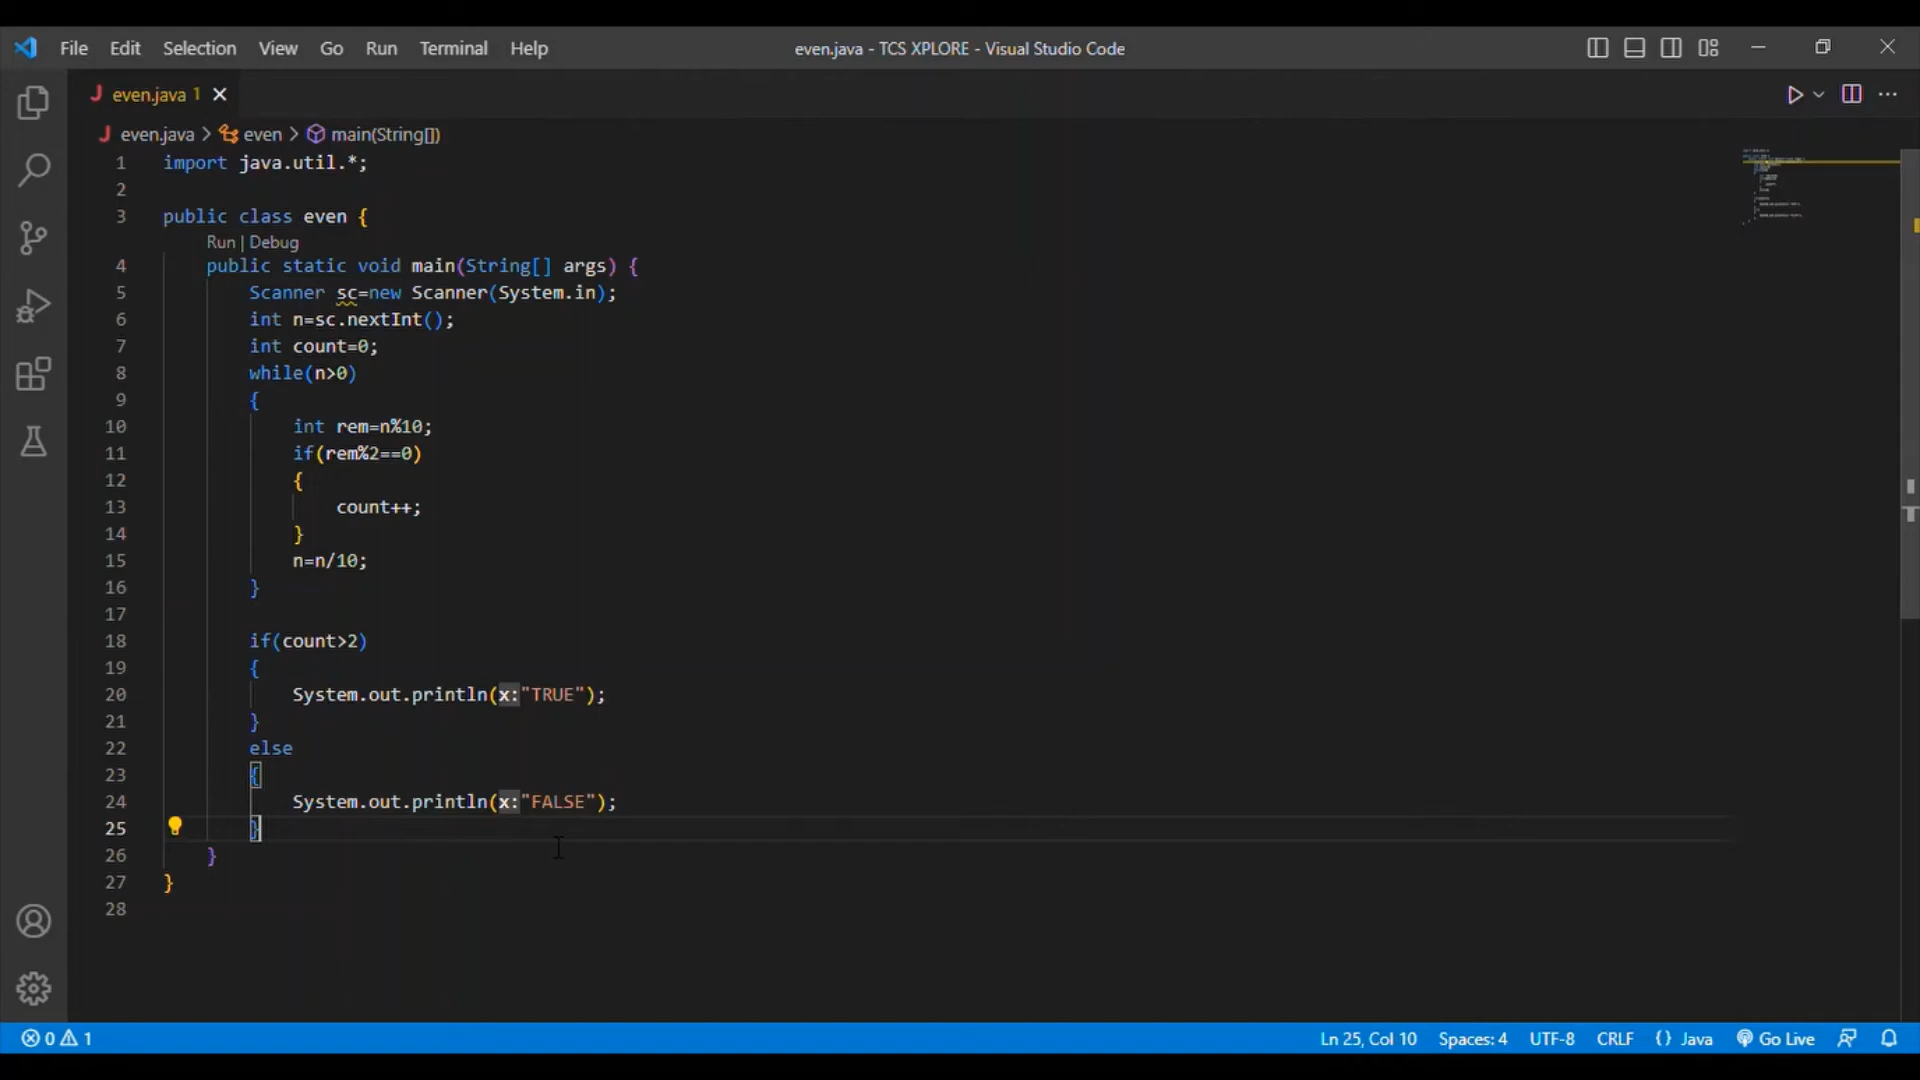 File Edit Selection View Go Run Terminal Help even.java - TCS XPLORE - Visual Studio Code
J even.java 1
J even.java > even > main(String[])
1 import java.util.*;
2
3 public class even {
Run | Debug
4 public static void main(String[] args) {
5 Scanner sc=new Scanner(System.in);
6 int n=sc.nextInt();
7 int count=0;
8 while(n>0)
9 {
10 int rem=n%10;
11 if(rem%2==0)
12 {
13 count++;
14 }
15 n=n/10;
16 }
17
18 if(count>2)
19 {
20 System.out.println(x:"TRUE");
21 }
22 else
23 {
24 System.out.println(x:"FALSE");
25 }
26 }
27 }
28
0 1 Ln 25, Col 10 Spaces: 4 UTF-8 CRLF {} Java Go Live